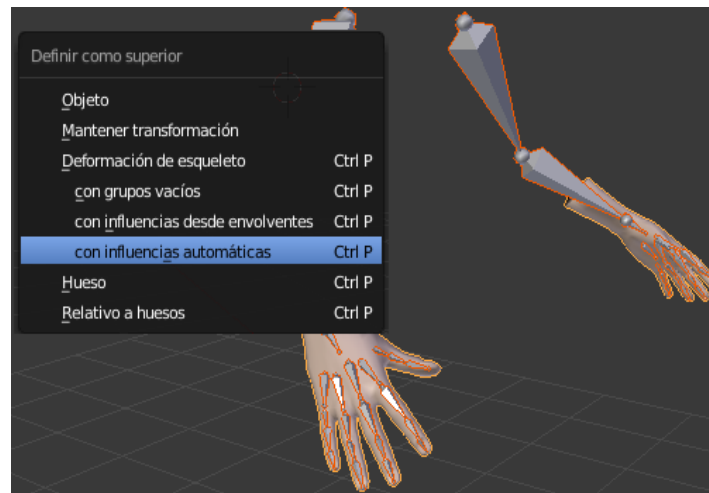 Definir como superior
Objeto
Mantener transformación
Deformación de esqueleto Ctrl P
con grupos vacíos Ctrl P
con influencias desde envolventes Ctrl P
con influencias automáticas Ctrl P
Hueso Ctrl P
Relativo a huesos Ctrl P